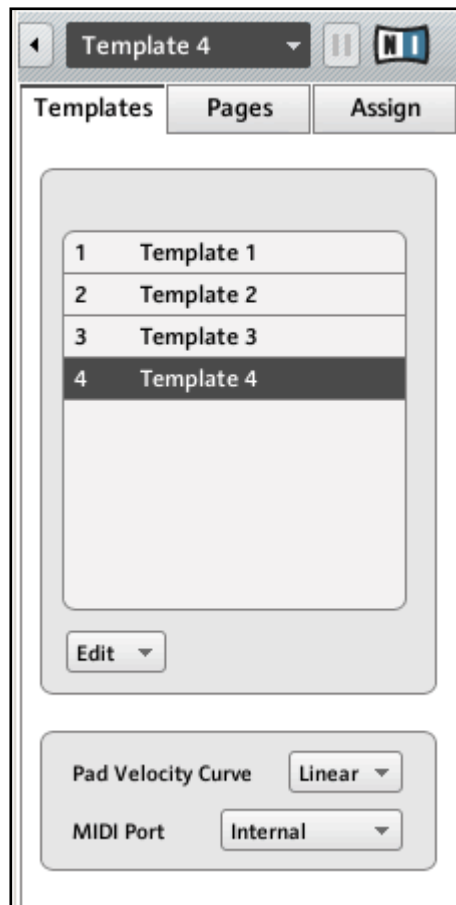 Template 4
NI
Templates Pages Assign
1 Template 1
2 Template 2
3 Template 3
4 Template 4
Edit
Pad Velocity Curve Linear
MIDI Port Internal